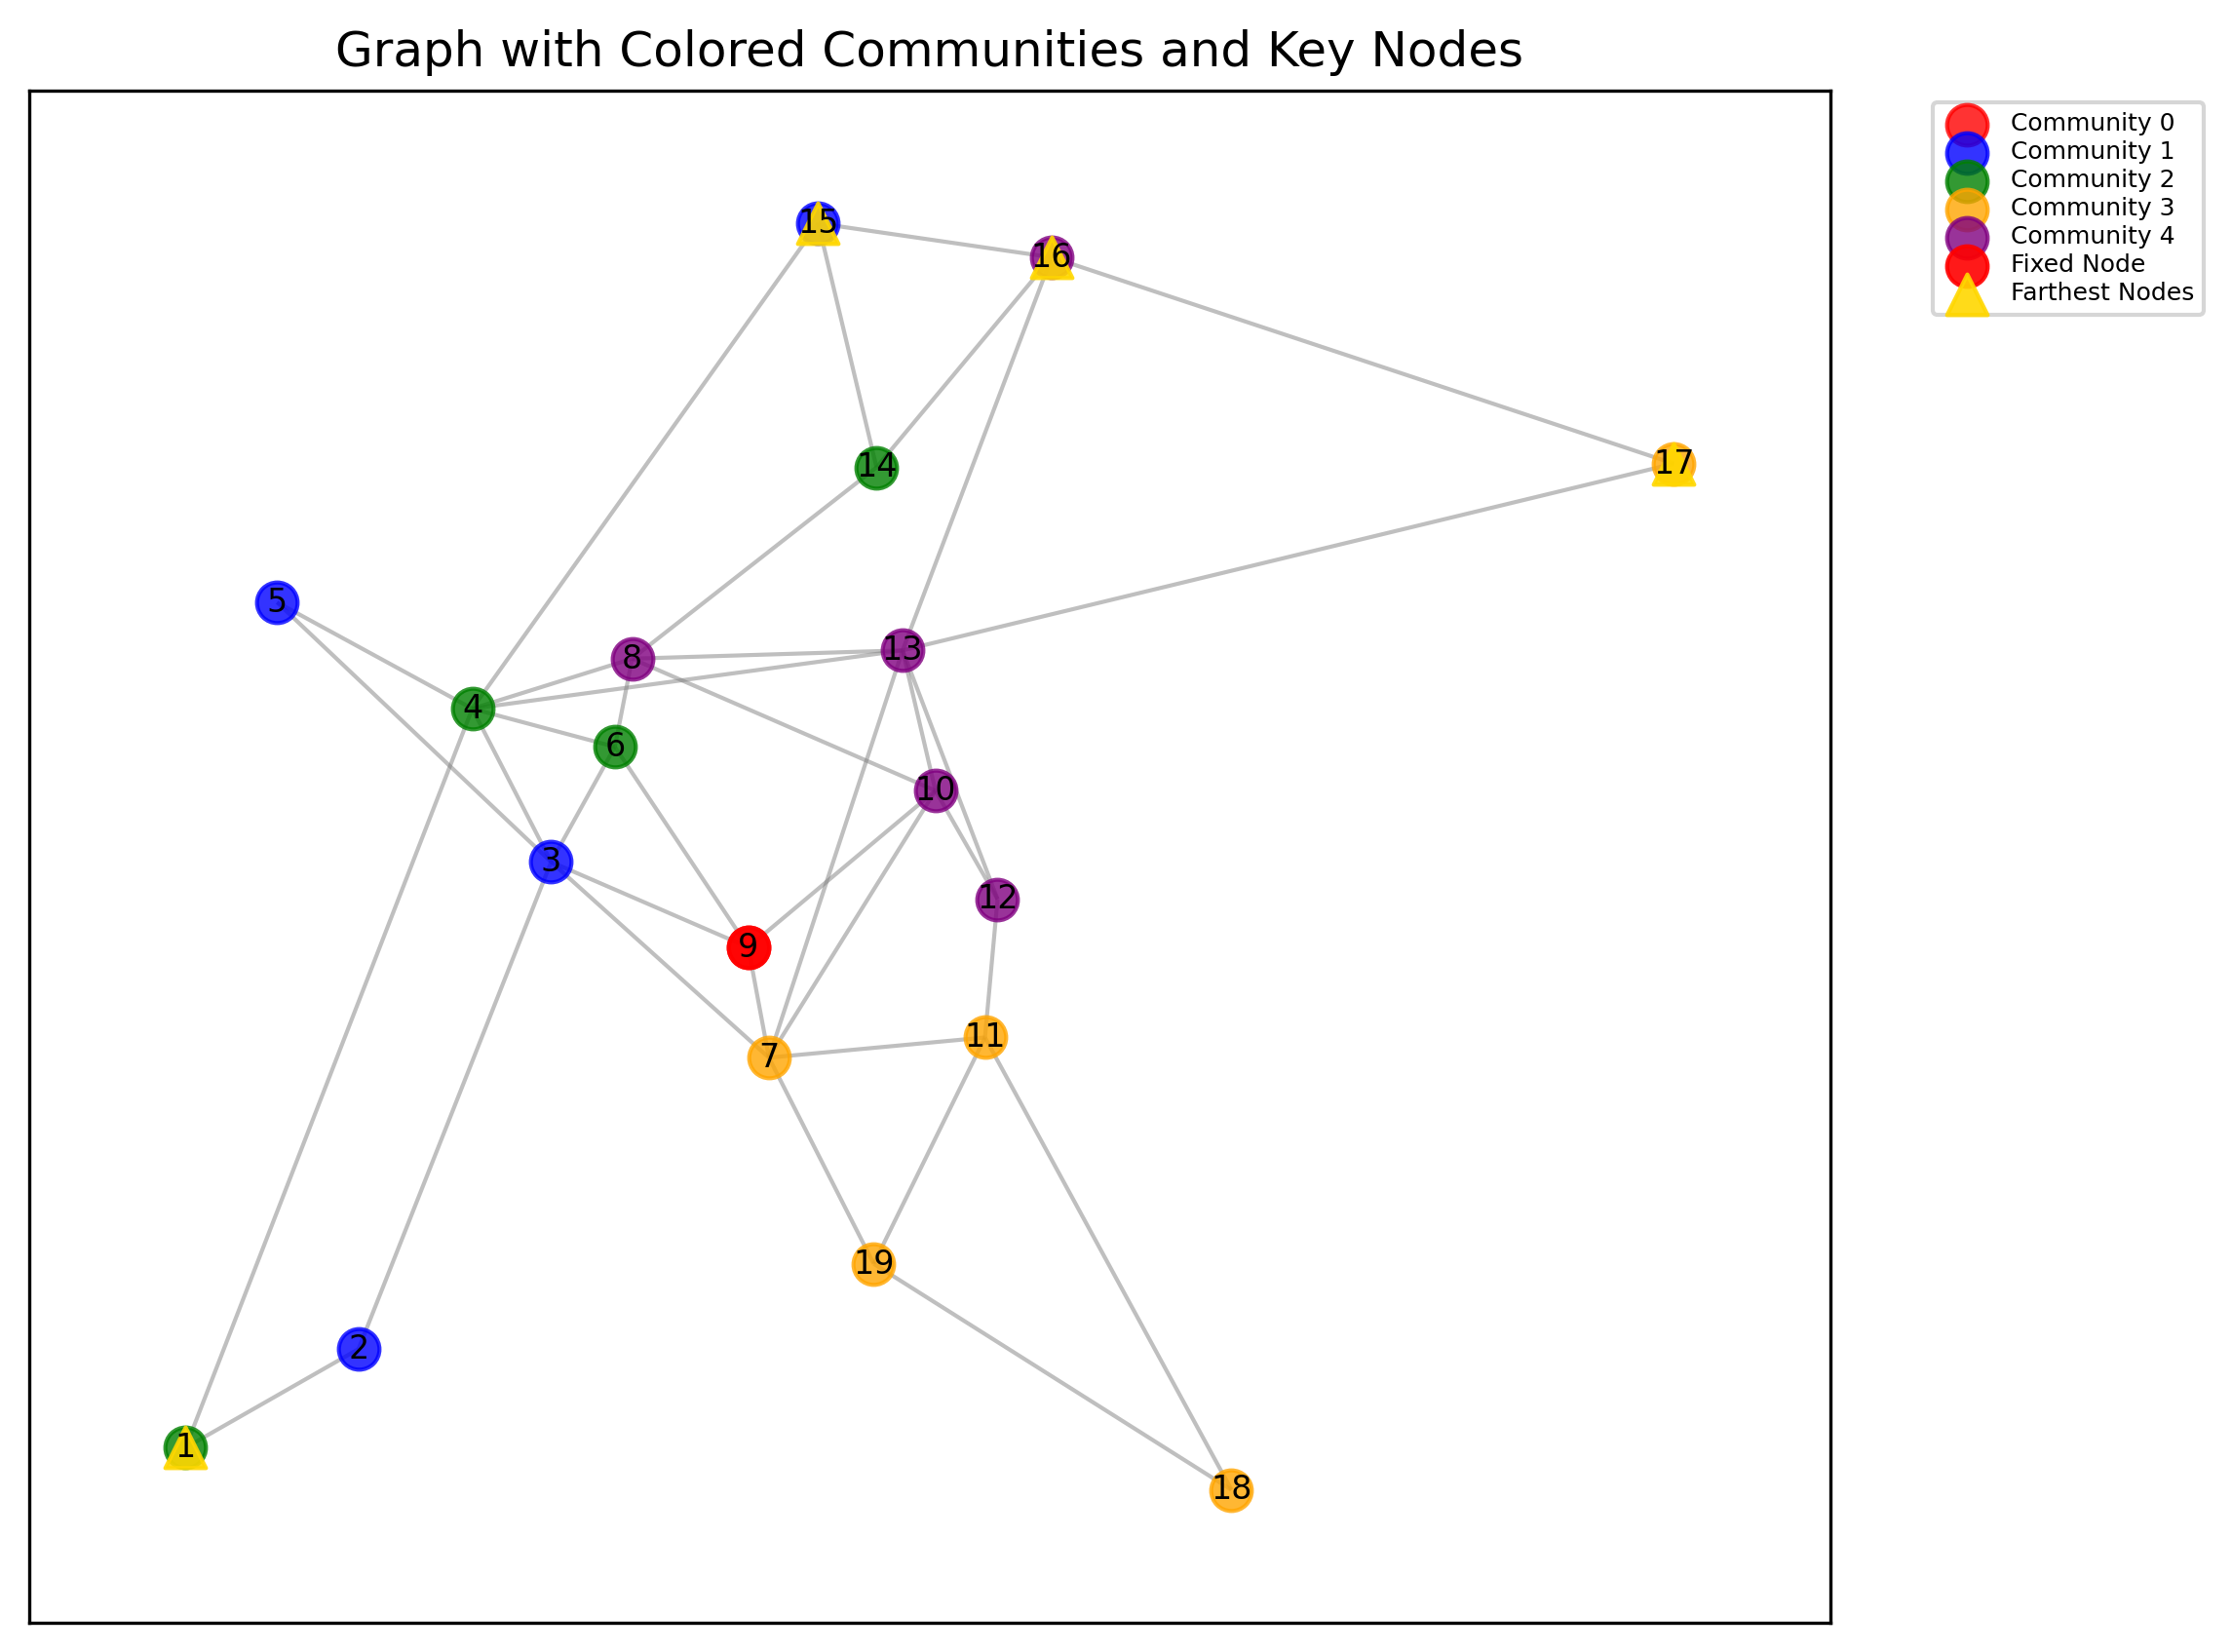 Graph with Colored Communities and Key Nodes
Community 0
Community 1
Community 2
Community 3
Community 4
Fixed Node
Farthest Nodes
15
16
14
17
5
8
13
4
6
10
3
12
9
11
7
19
2
1
18